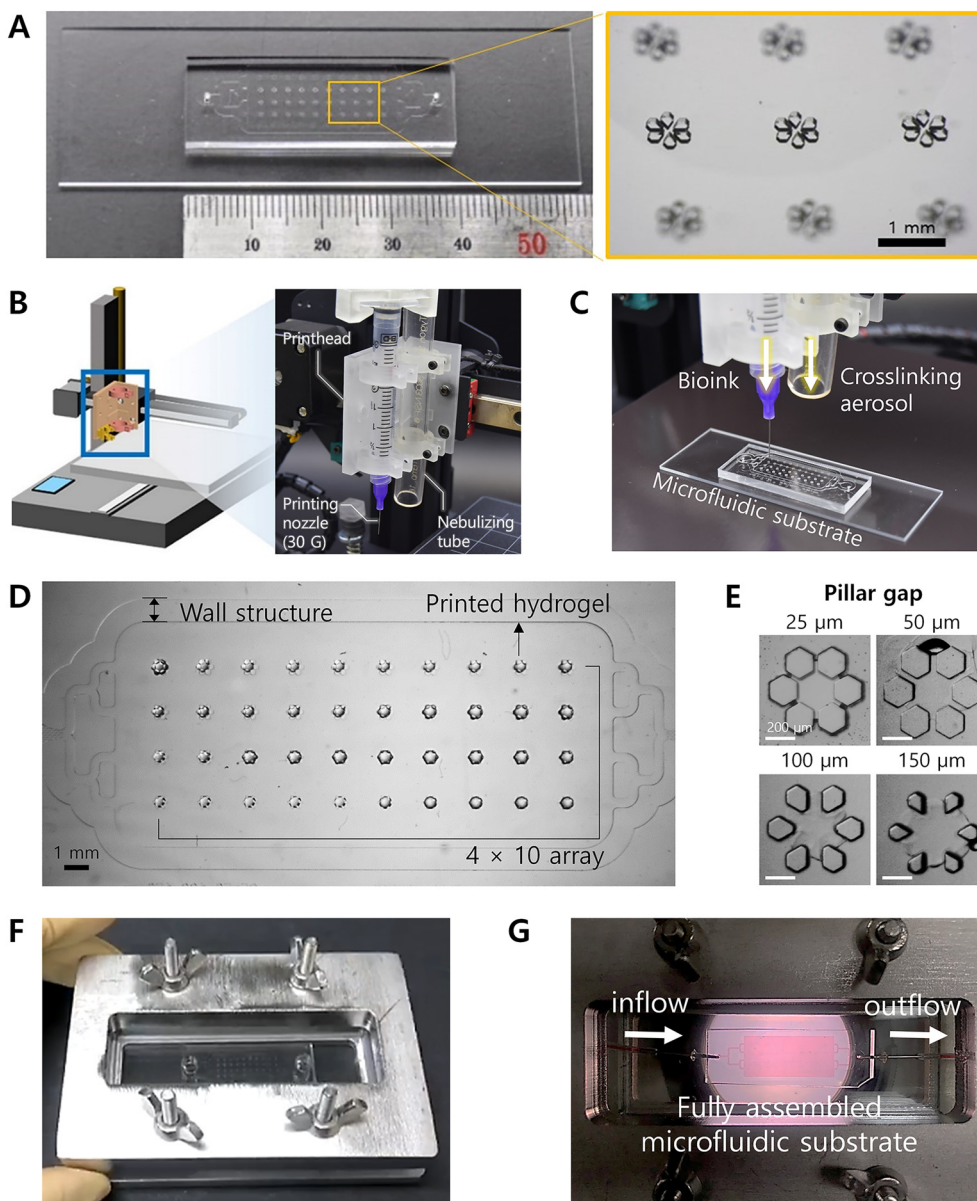 A
10 20 30 40 50
1 mm
B
Printhead
Printing
nozzle
(30 G)
Nebulizing
tube
C
Bioink
Crosslinking
aerosol
Microfluidic substrate
D
Wall structure
Printed hydrogel
4 × 10 array
1 mm
E
Pillar gap
25 μm
50 μm
200 μm
100 μm
150 μm
F
G
inflow
outflow
Fully assembled
microfluidic substrate